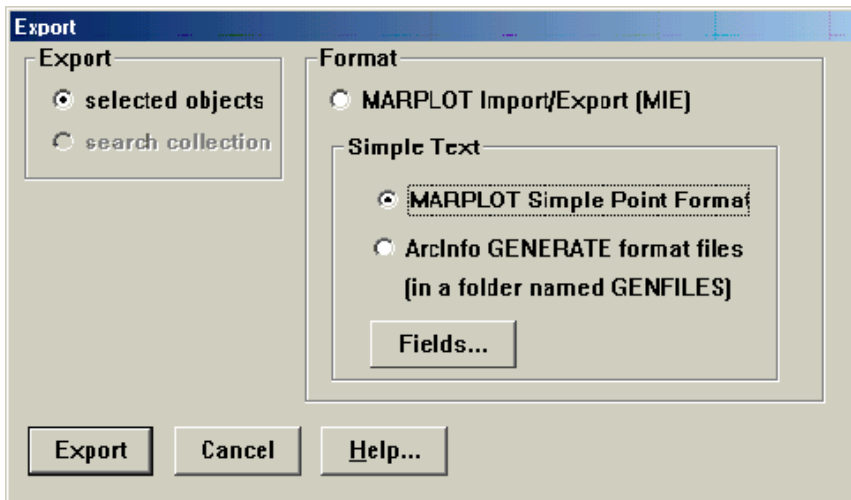 Export
Export
selected objects
search collection
Format
MARPLOT Import/Export (MIE)
Simple Text
MARPLOT Simple Point Format
ArcInfo GENERATE format files
(in a folder named GENFILES)
Fields...
Export
Cancel
Help...